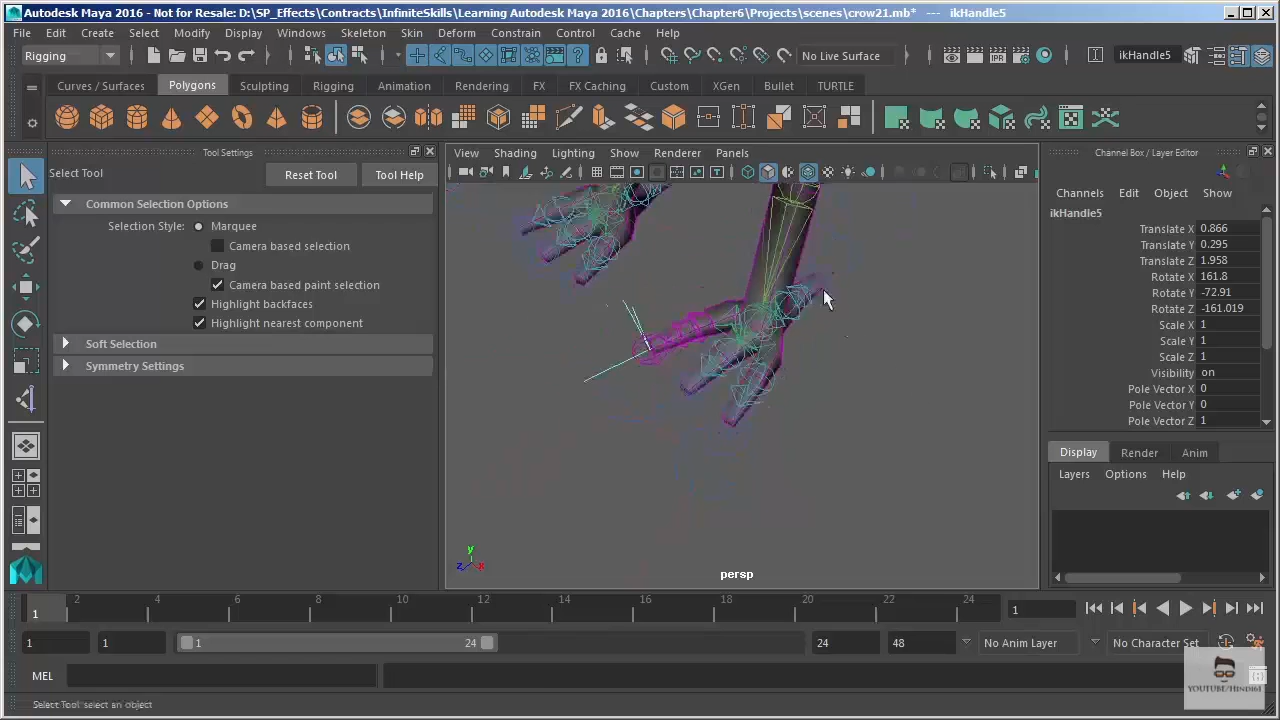 Autodesk Maya 2016 - Not for Resale: D:\SP_Effects\Contracts\InfiniteSkills\Learning Autodesk Maya 2016\Chapters\Chapter6\Projects\scenes\crow21.mb* --- ikHandle5
File Edit Create Select Modify Display Windows Skeleton Skin Deform Constrain Control Cache Help
Rigging No Live Surface ikHandle5
Curves / Surfaces Polygons Sculpting Rigging Animation Rendering FX FX Caching Custom XGen Bullet TURTLE
Tool Settings
Select Tool Reset Tool Tool Help
Common Selection Options
Selection Style: Marquee
Camera based selection
Drag
Camera based paint selection
Highlight backfaces
Highlight nearest component
Soft Selection
Symmetry Settings
View Shading Lighting Show Renderer Panels
persp
y
z x
Channel Box / Layer Editor
Channels Edit Object Show
ikHandle5
Translate X 0.866
Translate Y 0.295
Translate Z 1.958
Rotate X 161.8
Rotate Y -72.91
Rotate Z -161.019
Scale X 1
Scale Y 1
Scale Z 1
Visibility on
Pole Vector X 0
Pole Vector Y 0
Pole Vector Z 1
Display Render Anim
Layers Options Help
1 2 4 6 8 10 12 14 16 18 20 22 24 1
1 1 1 24 24 48 No Anim Layer No Character Set
MEL
YOUTUBE/HINDI61
Select Tool: select an object